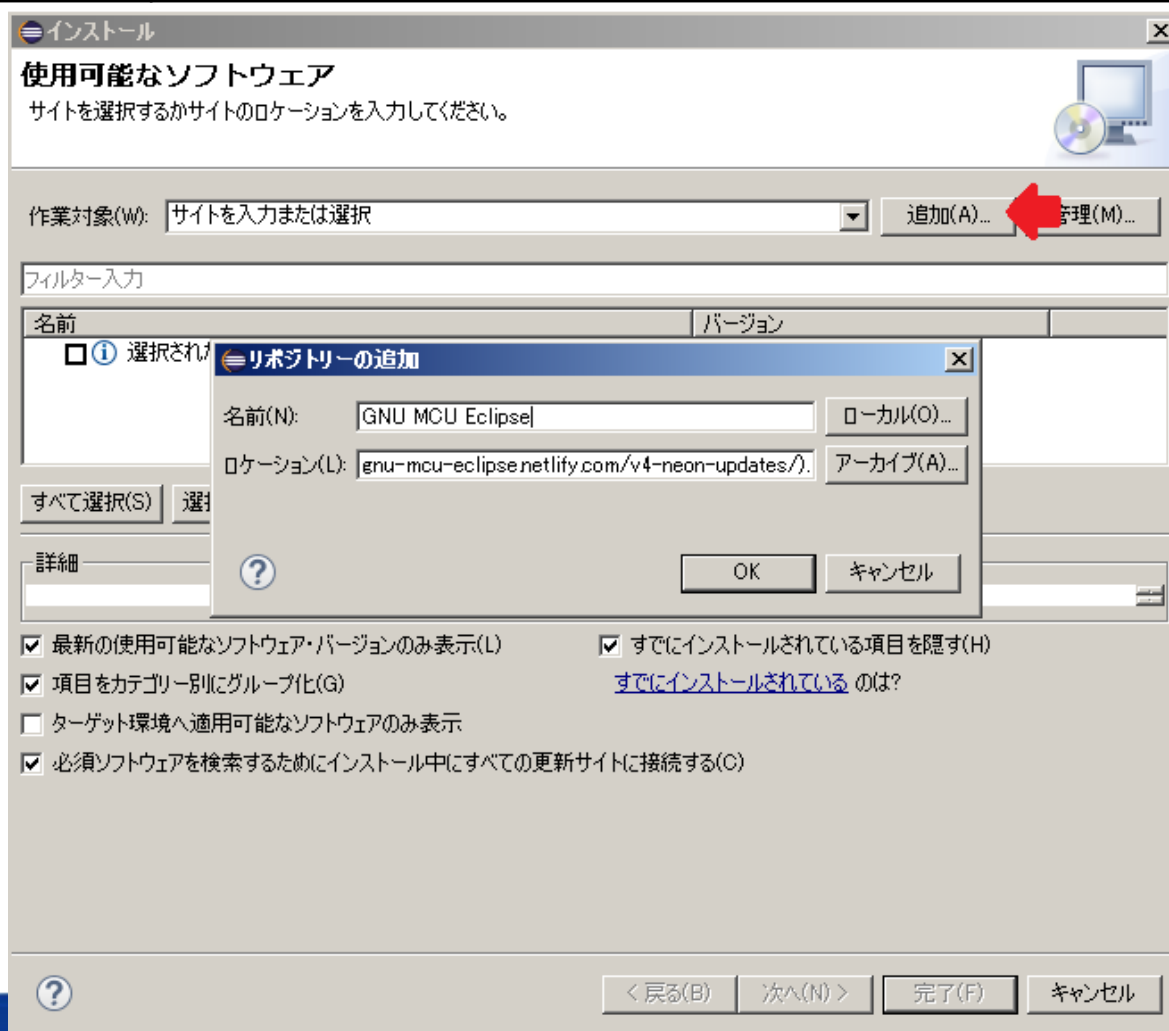 インストール
使用可能なソフトウェア
サイトを選択するかサイトのロケーションを入力してください。
作業対象(W): サイトを入力または選択 追加(A)... 管理(M)...
フィルター入力
名前 バージョン
選択された
リポジトリーの追加
名前(N): GNU MCU Eclipse ローカル(O)...
ロケーション(L): gnu-mcu-eclipse.netlify.com/v4-neon-updates/). アーカイブ(A)...
すべて選択(S) 選択
詳細
OK キャンセル
最新の使用可能なソフトウェア・バージョンのみ表示(L) すでにインストールされている項目を隠す(H)
項目をカテゴリー別にグループ化(G) すでにインストールされている のは?
ターゲット環境へ適用可能なソフトウェアのみ表示
必須ソフトウェアを検索するためにインストール中にすべての更新サイトに接続する(C)
< 戻る(B) 次へ(N) > 完了(F) キャンセル